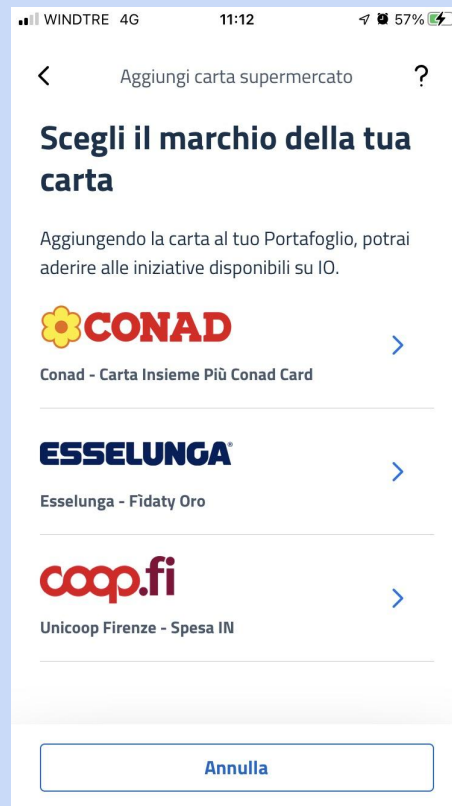 WINDTRE 4G 11:12 57%
Aggiungi carta supermercato ?
Scegli il marchio della tua
carta
Aggiungendo la carta al tuo Portafoglio, potrai
aderire alle iniziative disponibili su IO.
CONAD
Conad - Carta Insieme Più Conad Card
ESSELUNGA®
Esselunga - Fìdaty Oro
coop.fi
Unicoop Firenze - Spesa IN
Annulla